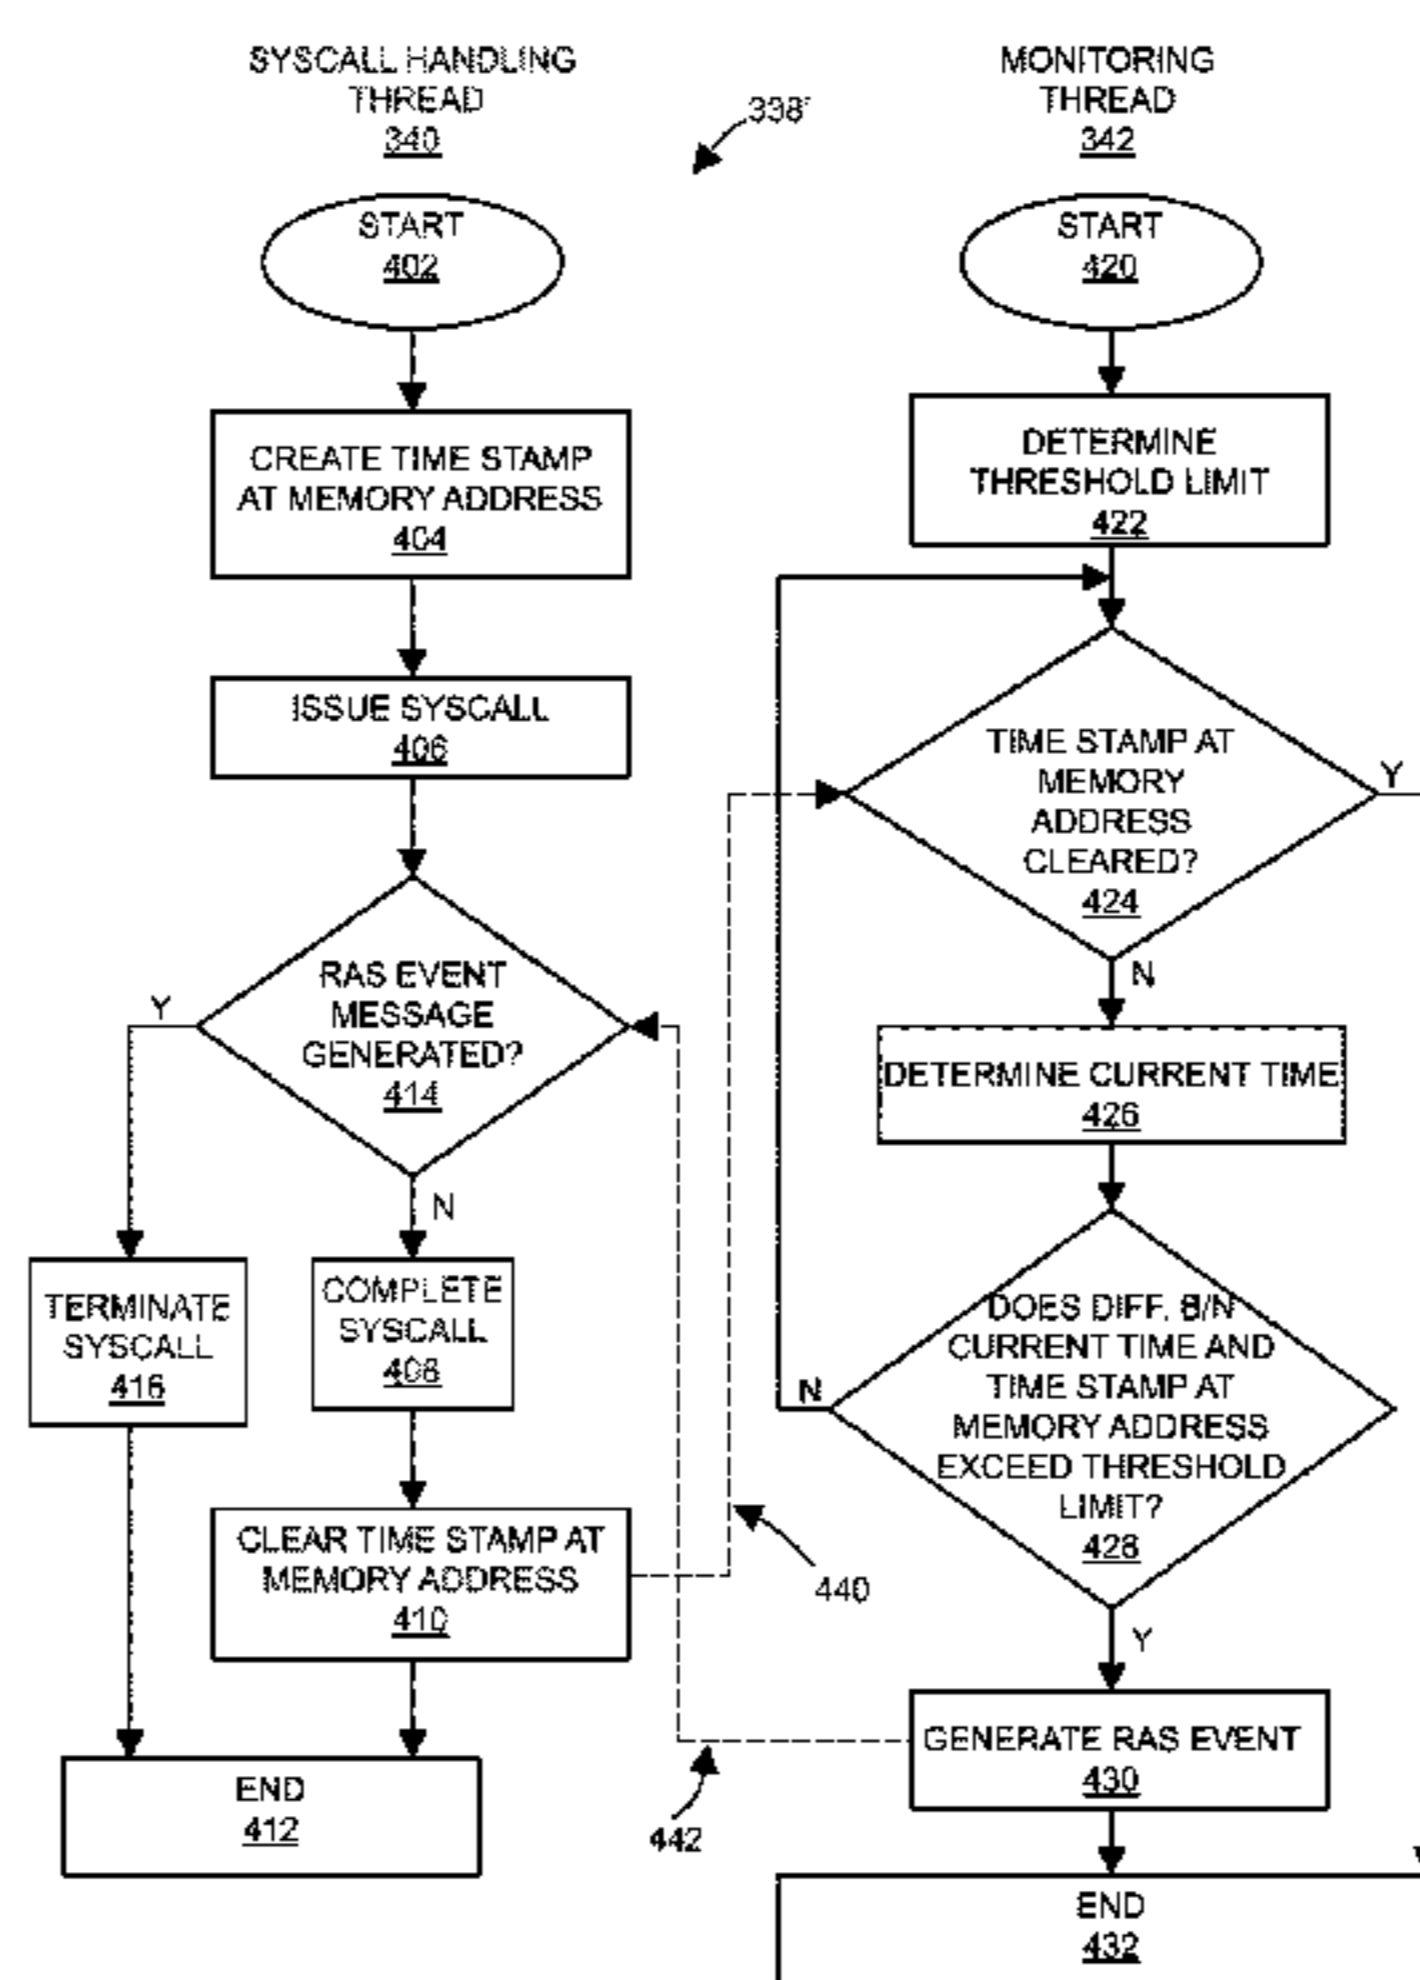 SYSCALL HANDLING
THREAD
340
START
402
CREATE TIME STAMP
AT MEMORY ADDRESS
404
ISSUE SYSCALL
406
RAS EVENT
MESSAGE
GENERATED?
414
Y
N
TERMINATE
SYSCALL
416
COMPLETE
SYSCALL
408
CLEAR TIME STAMP AT
MEMORY ADDRESS
410
END
412
338'
MONITORING
THREAD
342
START
420
DETERMINE
THRESHOLD LIMIT
422
TIME STAMP AT
MEMORY
ADDRESS
CLEARED?
424
Y
N
DETERMINE CURRENT TIME
426
DOES DIFF. B/N
CURRENT TIME AND
TIME STAMP AT
MEMORY ADDRESS
EXCEED THRESHOLD
LIMIT?
428
N
Y
440
GENERATE RAS EVENT
430
442
END
432